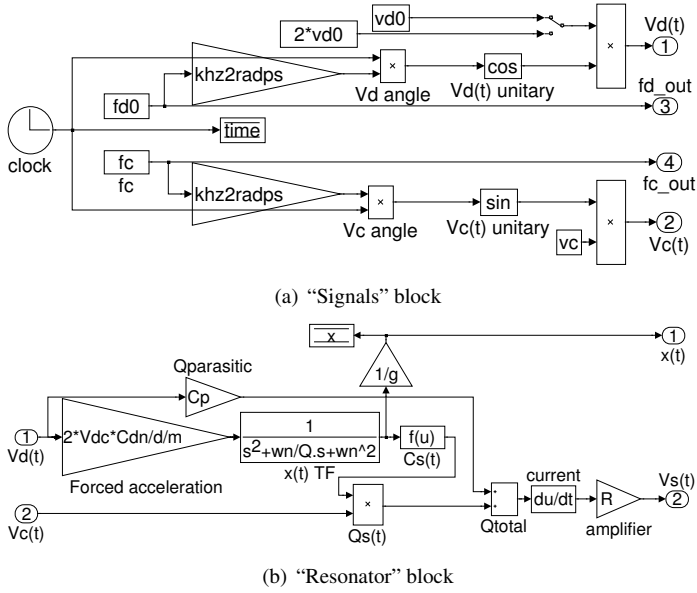 vd0
Vd(t)
2*vd0
×
1
khz2radps
×
cos
Vd angle
Vd(t) unitary
fd_out
fd0
3
time
clock
fc
4
fc
khz2radps
fc_out
×
sin
×
Vc angle
Vc(t) unitary
2
vc
Vc(t)
(a) “Signals” block
x
1
x(t)
Qparasitic
1/g
Cp
1
2*Vdc*Cdn/d/m
1
s²+wn/Q.s+wn^2
f(u)
Vd(t)
Cs(t)
x(t) TF
Forced acceleration
current
Vs(t)
2
×
+
+
du/dt
R
2
Vc(t)
Qs(t)
Qtotal
amplifier
(b) “Resonator” block